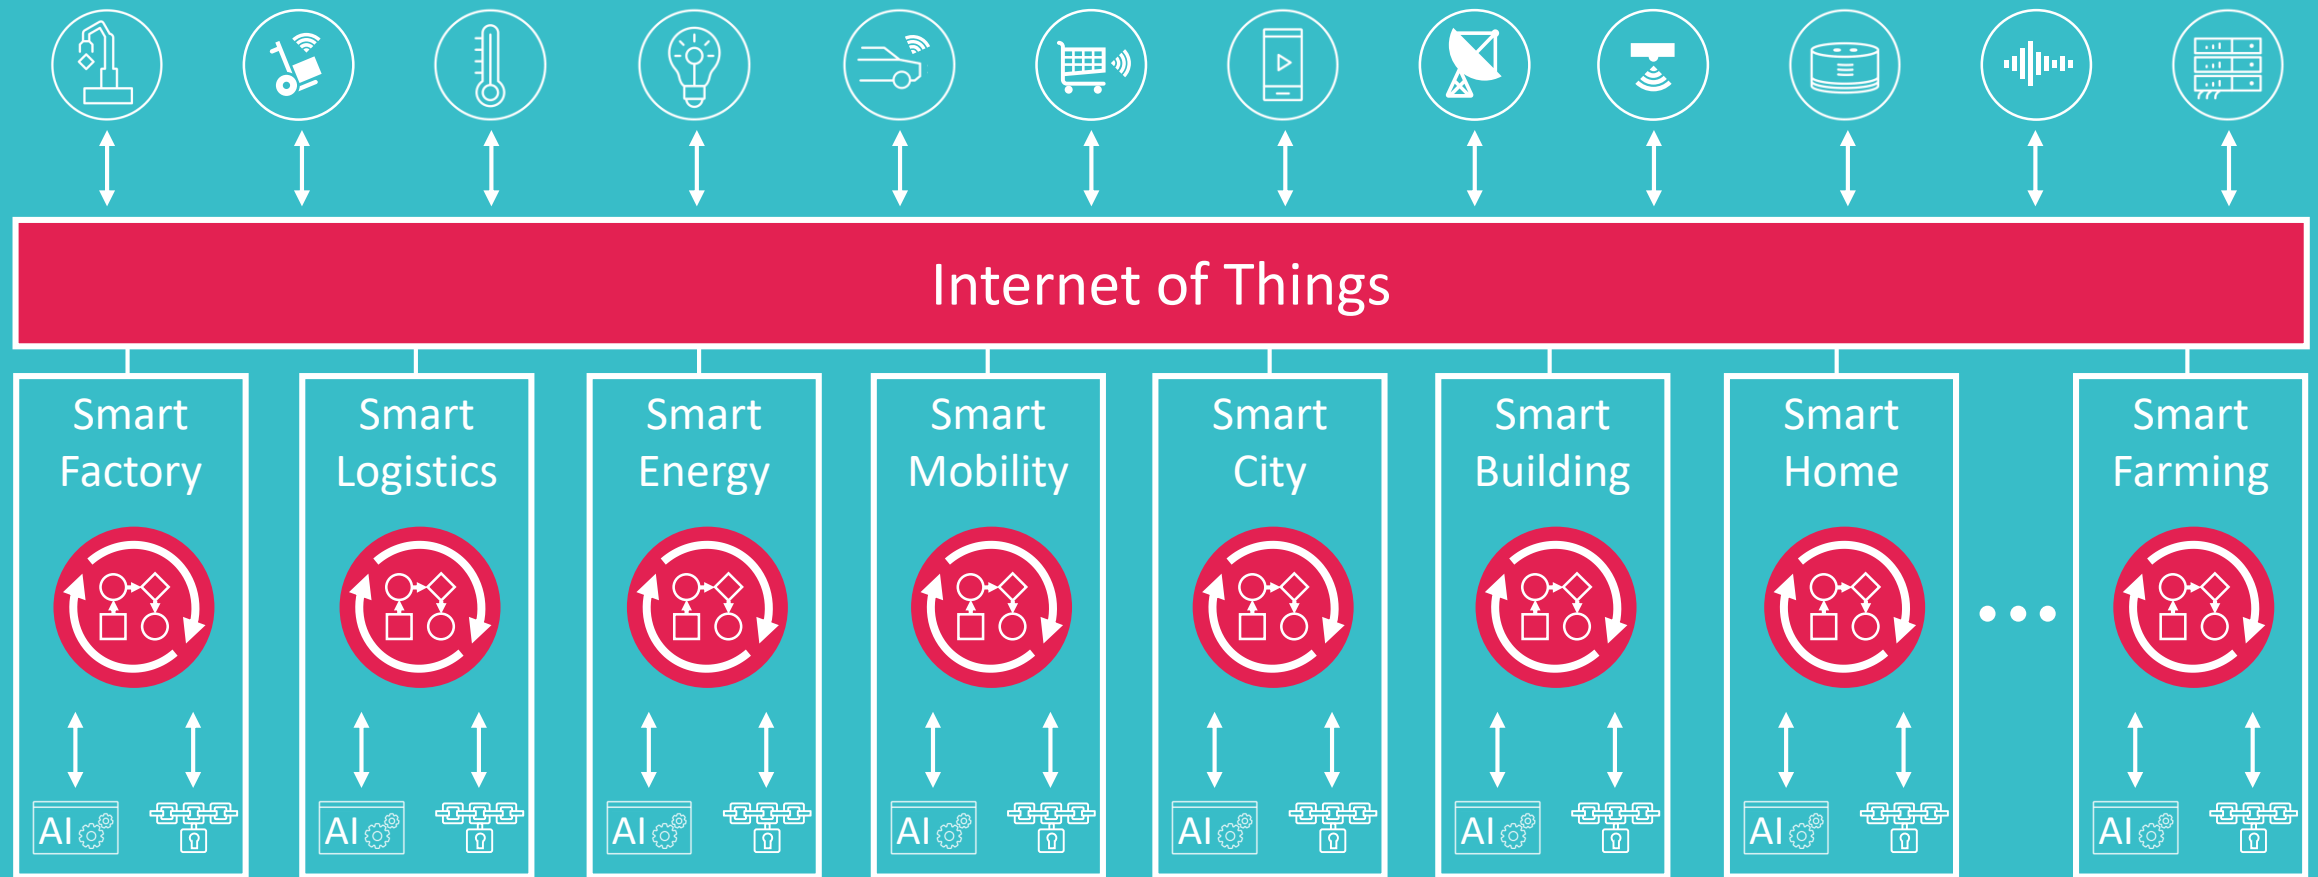 Internet of Things
Smart
Factory
Smart
Logistics
Smart
Energy
Smart
Mobility
Smart
City
Smart
Building
Smart
Home
Smart
Farming
AI
AI
AI
AI
AI
AI
AI
AI